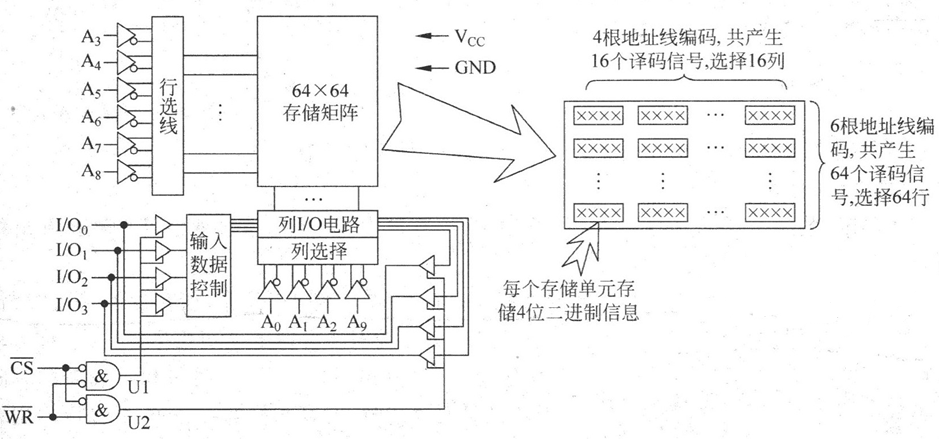 A₃
A₄
A₅
A₆
A₇
A₈
行选线
⋮
64×64
存储矩阵
V_CC
GND
…
I/O₀
I/O₁
I/O₂
I/O₃
输入数据控制
列I/O电路
列选择
A₀ A₁ A₂ A₉
C̅S̅
W̅R̅
&
U1
&
U2
4根地址线编码, 共产生
16个译码信号,选择16列
×××× ×××× … ××××
×××× ×××× … ××××
⋮ ⋮ ⋮
×××× ×××× … ××××
6根地址线编
码, 共产生
64个译码信
号,选择64行
每个存储单元存
储4位二进制信息